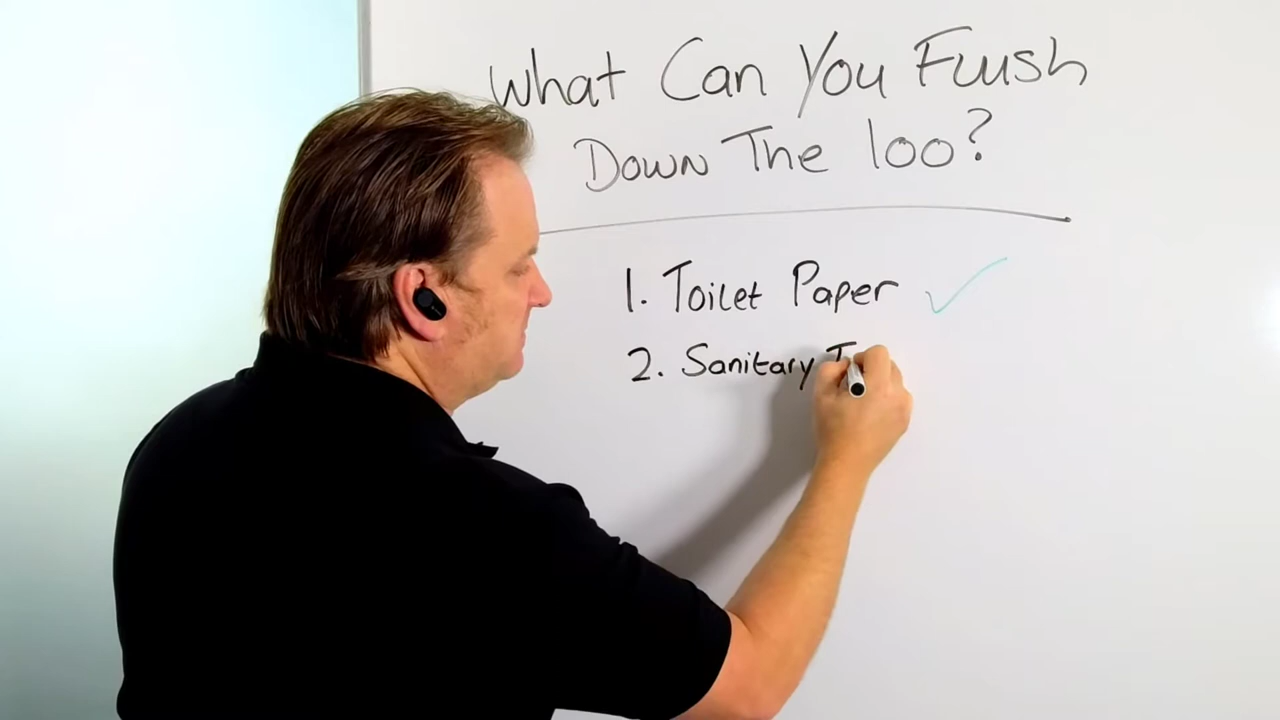 What Can You Flush
Down The loo?
1. Toilet Paper
2. Sanitary T